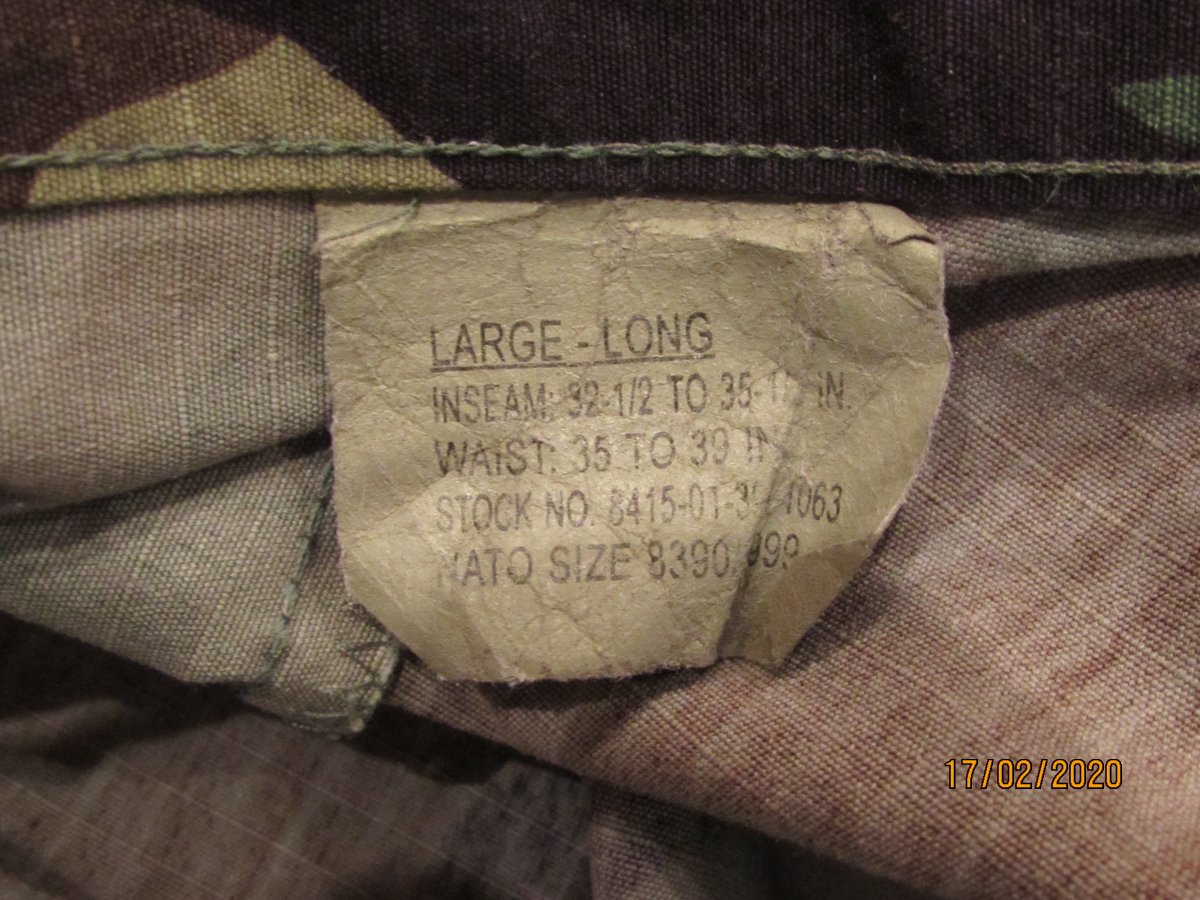 LARGE - LONG
INSEAM: 32-1/2 TO IN.
WAIST: 35 TO 39 IN
STOCK NO.
NATO SIZE
17/02/2020